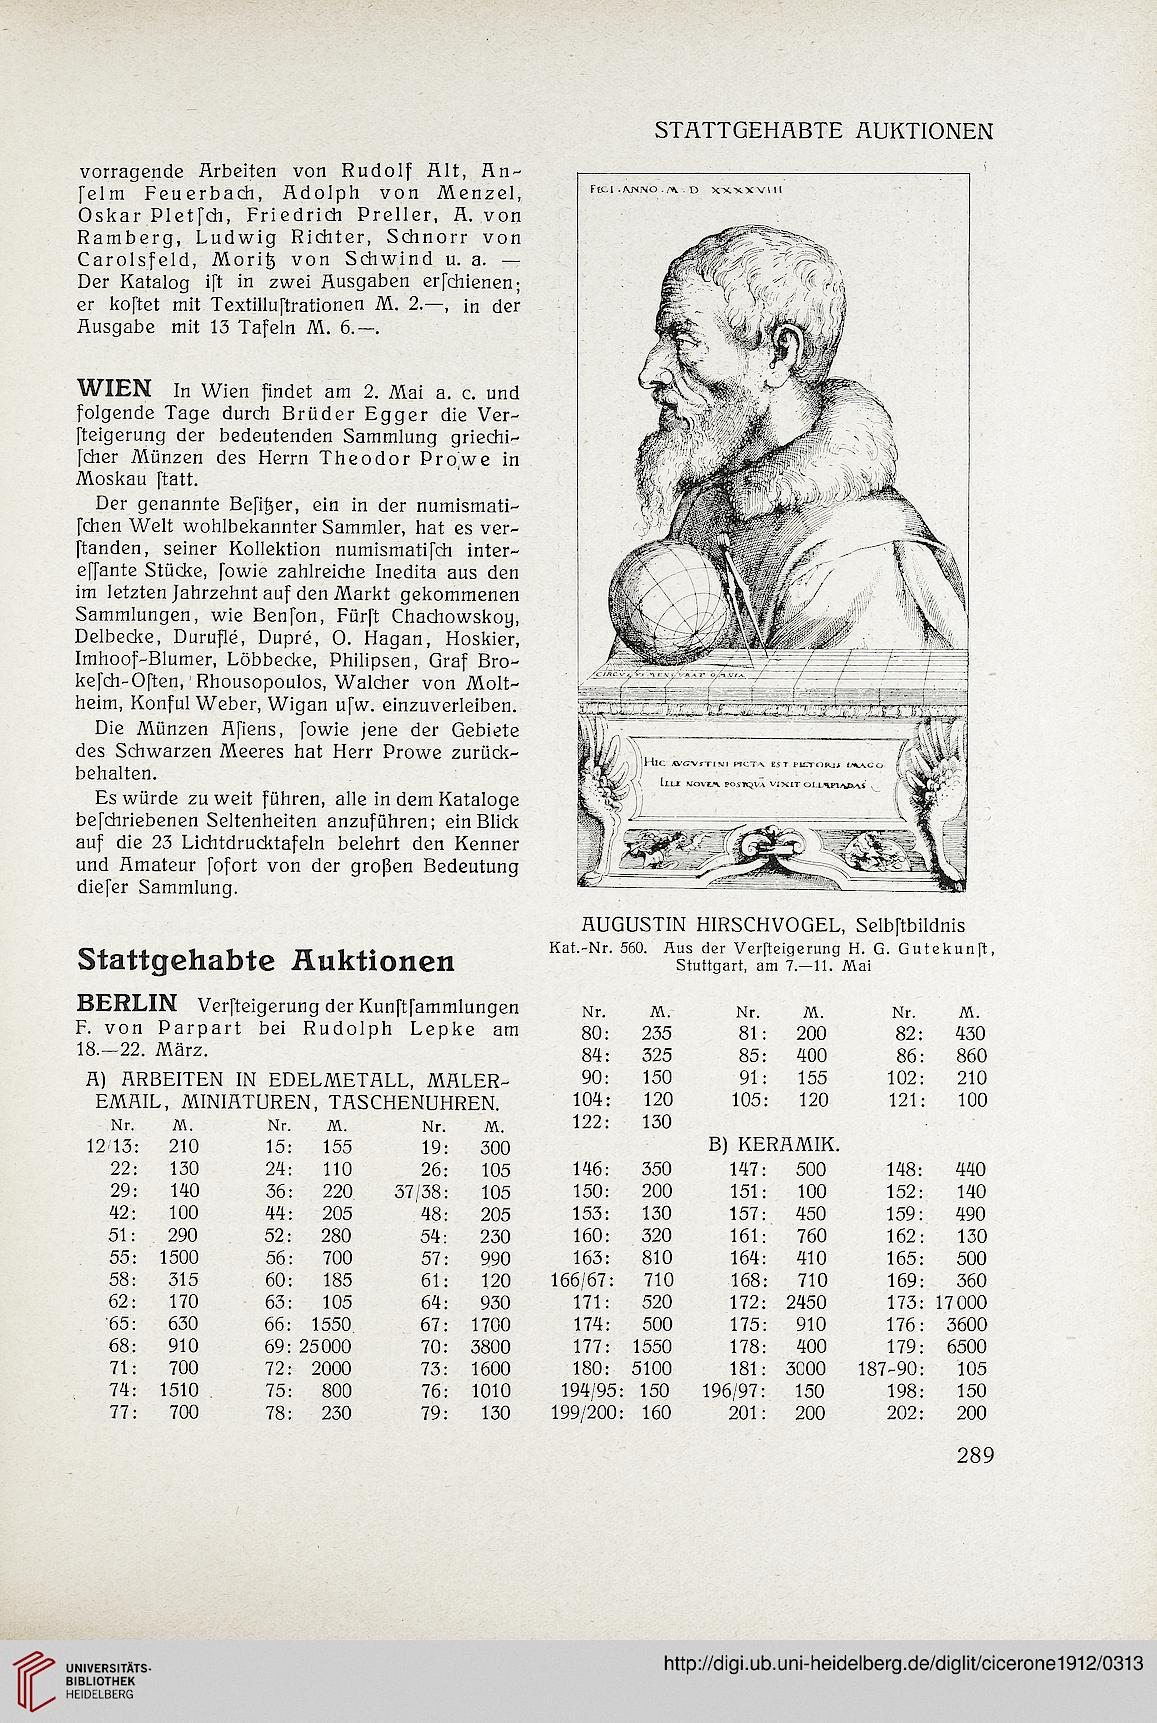 STATTGEHABTE AUKTIONEN
vorragende Arbeiten von Rudolf Alt, An-
ſelm Feuerbach, Adolph von Menzel,
Oskar Pletſch, Friedrich Preller, A. von
Ramberg, Ludwig Richter, Schnorr von
Carolsfeld, Moritz von Schwind u. a. —
Der Katalog iſt in zwei Ausgaben erſchienen;
er koſtet mit Textilluſtrationen M. 2.—, in der
Ausgabe mit 13 Tafeln M. 6.—.
WIEN In Wien findet am 2. Mai a. c. und
folgende Tage durch Brüder Egger die Ver-
ſteigerung der bedeutenden Sammlung griechi-
ſcher Münzen des Herrn Theodor Prowe in
Moskau ſtatt.
Der genannte Beſitzer, ein in der numismati-
ſchen Welt wohlbekannter Sammler, hat es ver-
ſtanden, seiner Kollektion numismatiſch inter-
eſſante Stücke, ſowie zahlreiche Inedita aus den
im letzten Jahrzehnt auf den Markt gekommenen
Sammlungen, wie Benſon, Fürſt Chachowskoy,
Delbecke, Duruflé, Dupré, O. Hagan, Hoskier,
Imhoof-Blumer, Löbbecke, Philipsen, Graf Bro-
keſch-Oſten, Rhousopoulos, Walcher von Molt-
heim, Konſul Weber, Wigan uſw. einzuverleiben.
Die Münzen Aſiens, ſowie jene der Gebiete
des Schwarzen Meeres hat Herr Prowe zurück-
behalten.
Es würde zu weit führen, alle in dem Kataloge
beſchriebenen Seltenheiten anzuführen; ein Blick
auf die 23 Lichtdrucktafeln belehrt den Kenner
und Amateur ſofort von der großen Bedeutung
dieſer Sammlung.
Stattgehabte Auktionen
BERLIN Verſteigerung der Kunſtſammlungen
F. von Parpart bei Rudolph Lepke am
18.—22. März.
A) ARBEITEN IN EDELMETALL, MALER-
EMAIL, MINIATUREN, TASCHENUHREN.
Nr. M. Nr. M. Nr. M.
12/13: 210 15: 155 19: 300
22: 130 24: 110 26: 105
29: 140 36: 220 37/38: 105
42: 100 44: 205 48: 205
51: 290 52: 280 54: 230
55: 1500 56: 700 57: 990
58: 315 60: 185 61: 120
62: 170 63: 105 64: 930
65: 630 66: 1550 67: 1700
68: 910 69: 25000 70: 3800
71: 700 72: 2000 73: 1600
74: 1510 75: 800 76: 1010
77: 700 78: 230 79: 130
FECI . ANNO . M D XXXXVIII
CIRCV
HIC AVGVSTINI PICTA EST PICTORIS IMAGO
ILLE NOVEM POSTQVA VIXIT OLIMPIADAS
AUGUSTIN HIRSCHVOGEL, Selbſtbildnis
Kat.-Nr. 560. Aus der Verſteigerung H. G. Gutekunſt,
Stuttgart, am 7.—11. Mai
Nr. M. Nr. M. Nr. M.
80: 235 81: 200 82: 430
84: 325 85: 400 86: 860
90: 150 91: 155 102: 210
104: 120 105: 120 121: 100
122: 130
B) KERAMIK.
146: 350 147: 500 148: 440
150: 200 151: 100 152: 140
153: 130 157: 450 159: 490
160: 320 161: 760 162: 130
163: 810 164: 410 165: 500
166/67: 710 168: 710 169: 360
171: 520 172: 2450 173: 17000
174: 500 175: 910 176: 3600
177: 1550 178: 400 179: 6500
180: 5100 181: 3000 187-90: 105
194/95: 150 196/97: 150 198: 150
199/200: 160 201: 200 202: 200
289
UNIVERSITÄTS-
BIBLIOTHEK
HEIDELBERG
http://digi.ub.uni-heidelberg.de/diglit/cicerone1912/0313